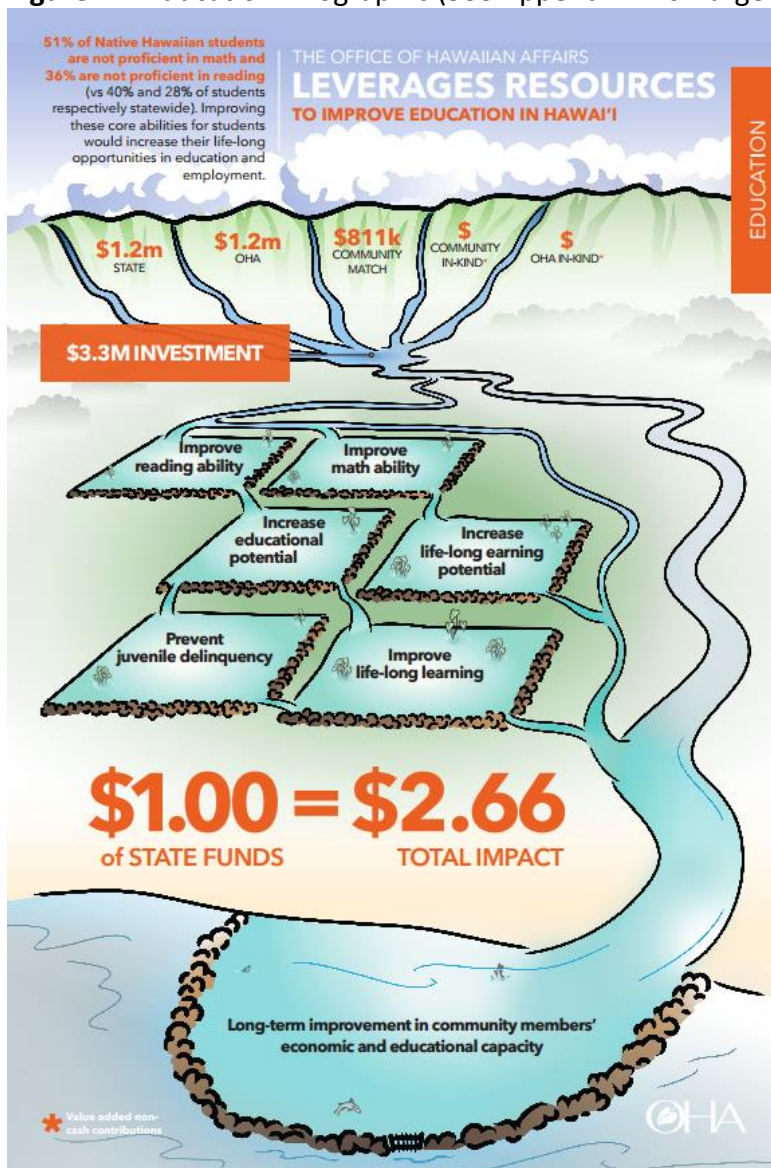 51% of Native Hawaiian students
are not proficient in math and
36% are not proficient in reading
(vs 40% and 28% of students
respectively statewide). Improving
these core abilities for students
would increase their life-long
opportunities in education and
employment.
THE OFFICE OF HAWAIIAN AFFAIRS
LEVERAGES RESOURCES
TO IMPROVE EDUCATION IN HAWAI'I
EDUCATION
$1.2m
STATE
$1.2m
OHA
$811k
COMMUNITY
MATCH
$
COMMUNITY
IN-KIND*
$
OHA IN-KIND*
$3.3M INVESTMENT
Improve
reading ability
Improve
math ability
Increase
educational
potential
Increase
life-long earning
potential
Prevent
juvenile delinquency
Improve
life-long learning
$1.00 = $2.66
of STATE FUNDS TOTAL IMPACT
Long-term improvement in community members'
economic and educational capacity
* Value added non-
cash contributions
OHA